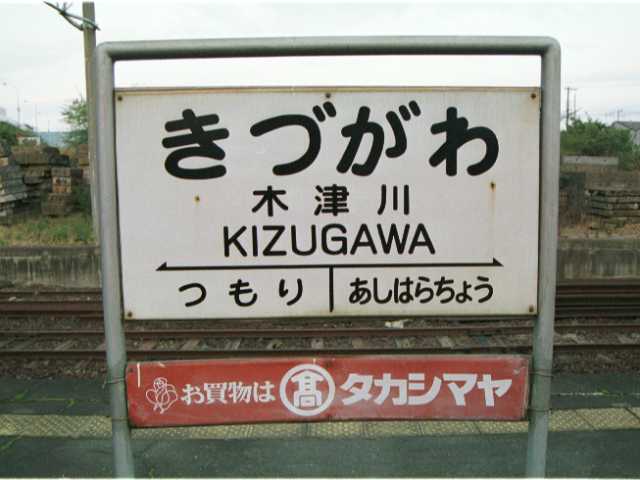 きづがわ
木津川
KIZUGAWA
つもり あしはらちょう
お買物は 髙 タカシマヤ